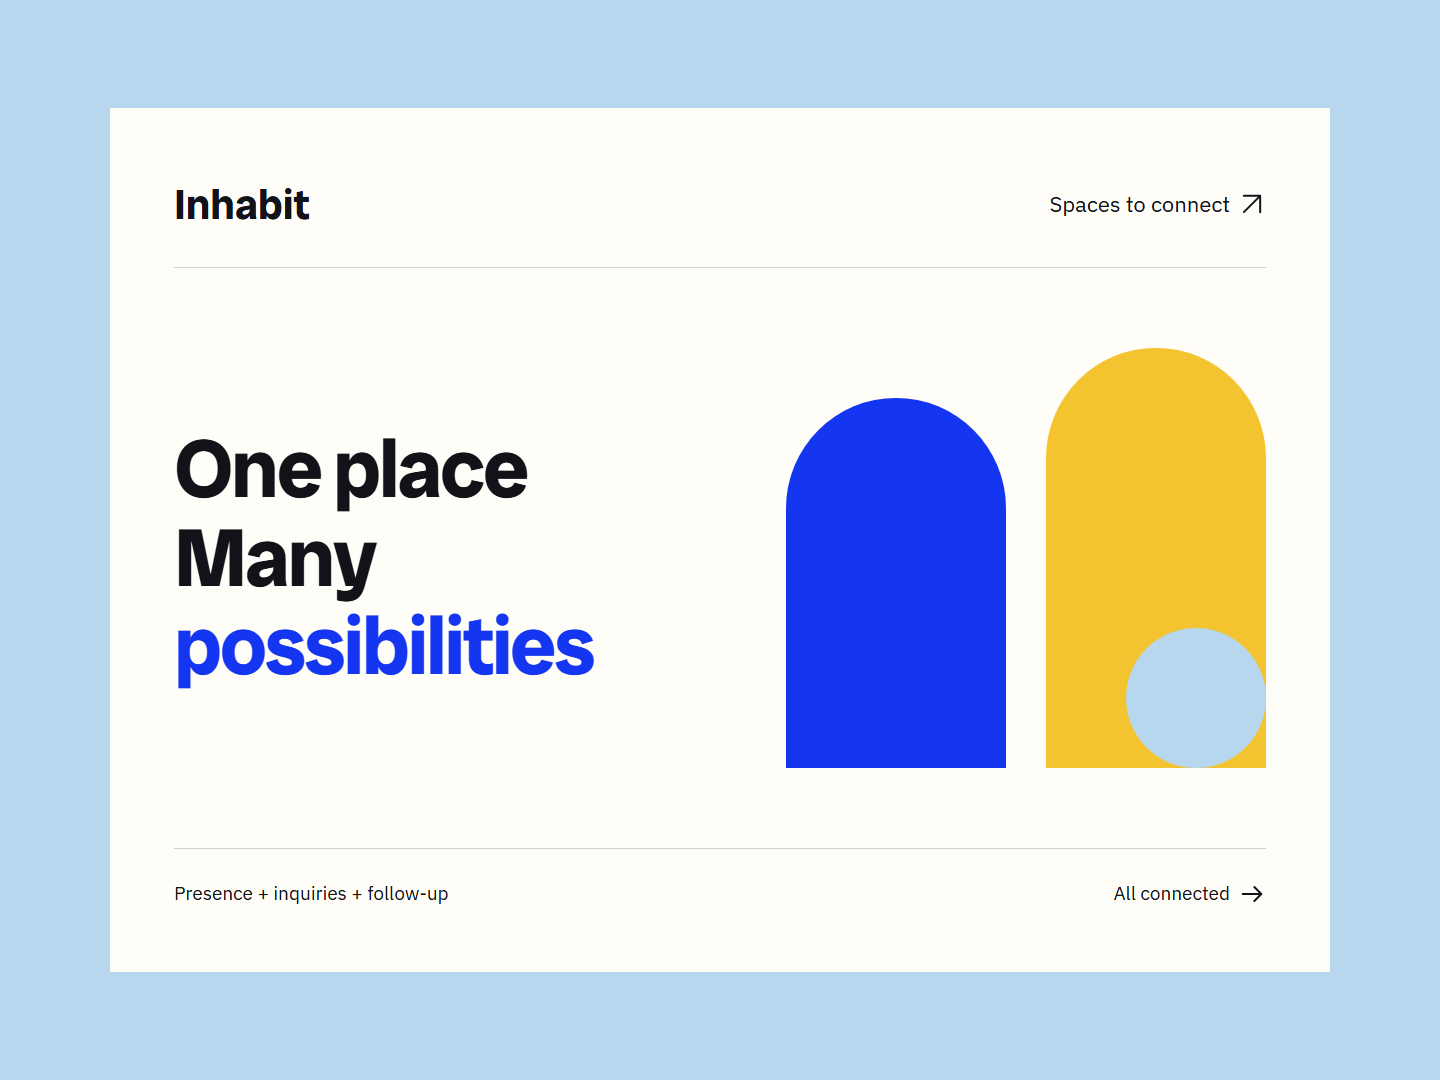 Inhabit
Spaces to connect
One place
Many
possibilities
Presence + inquiries + follow-up
All connected